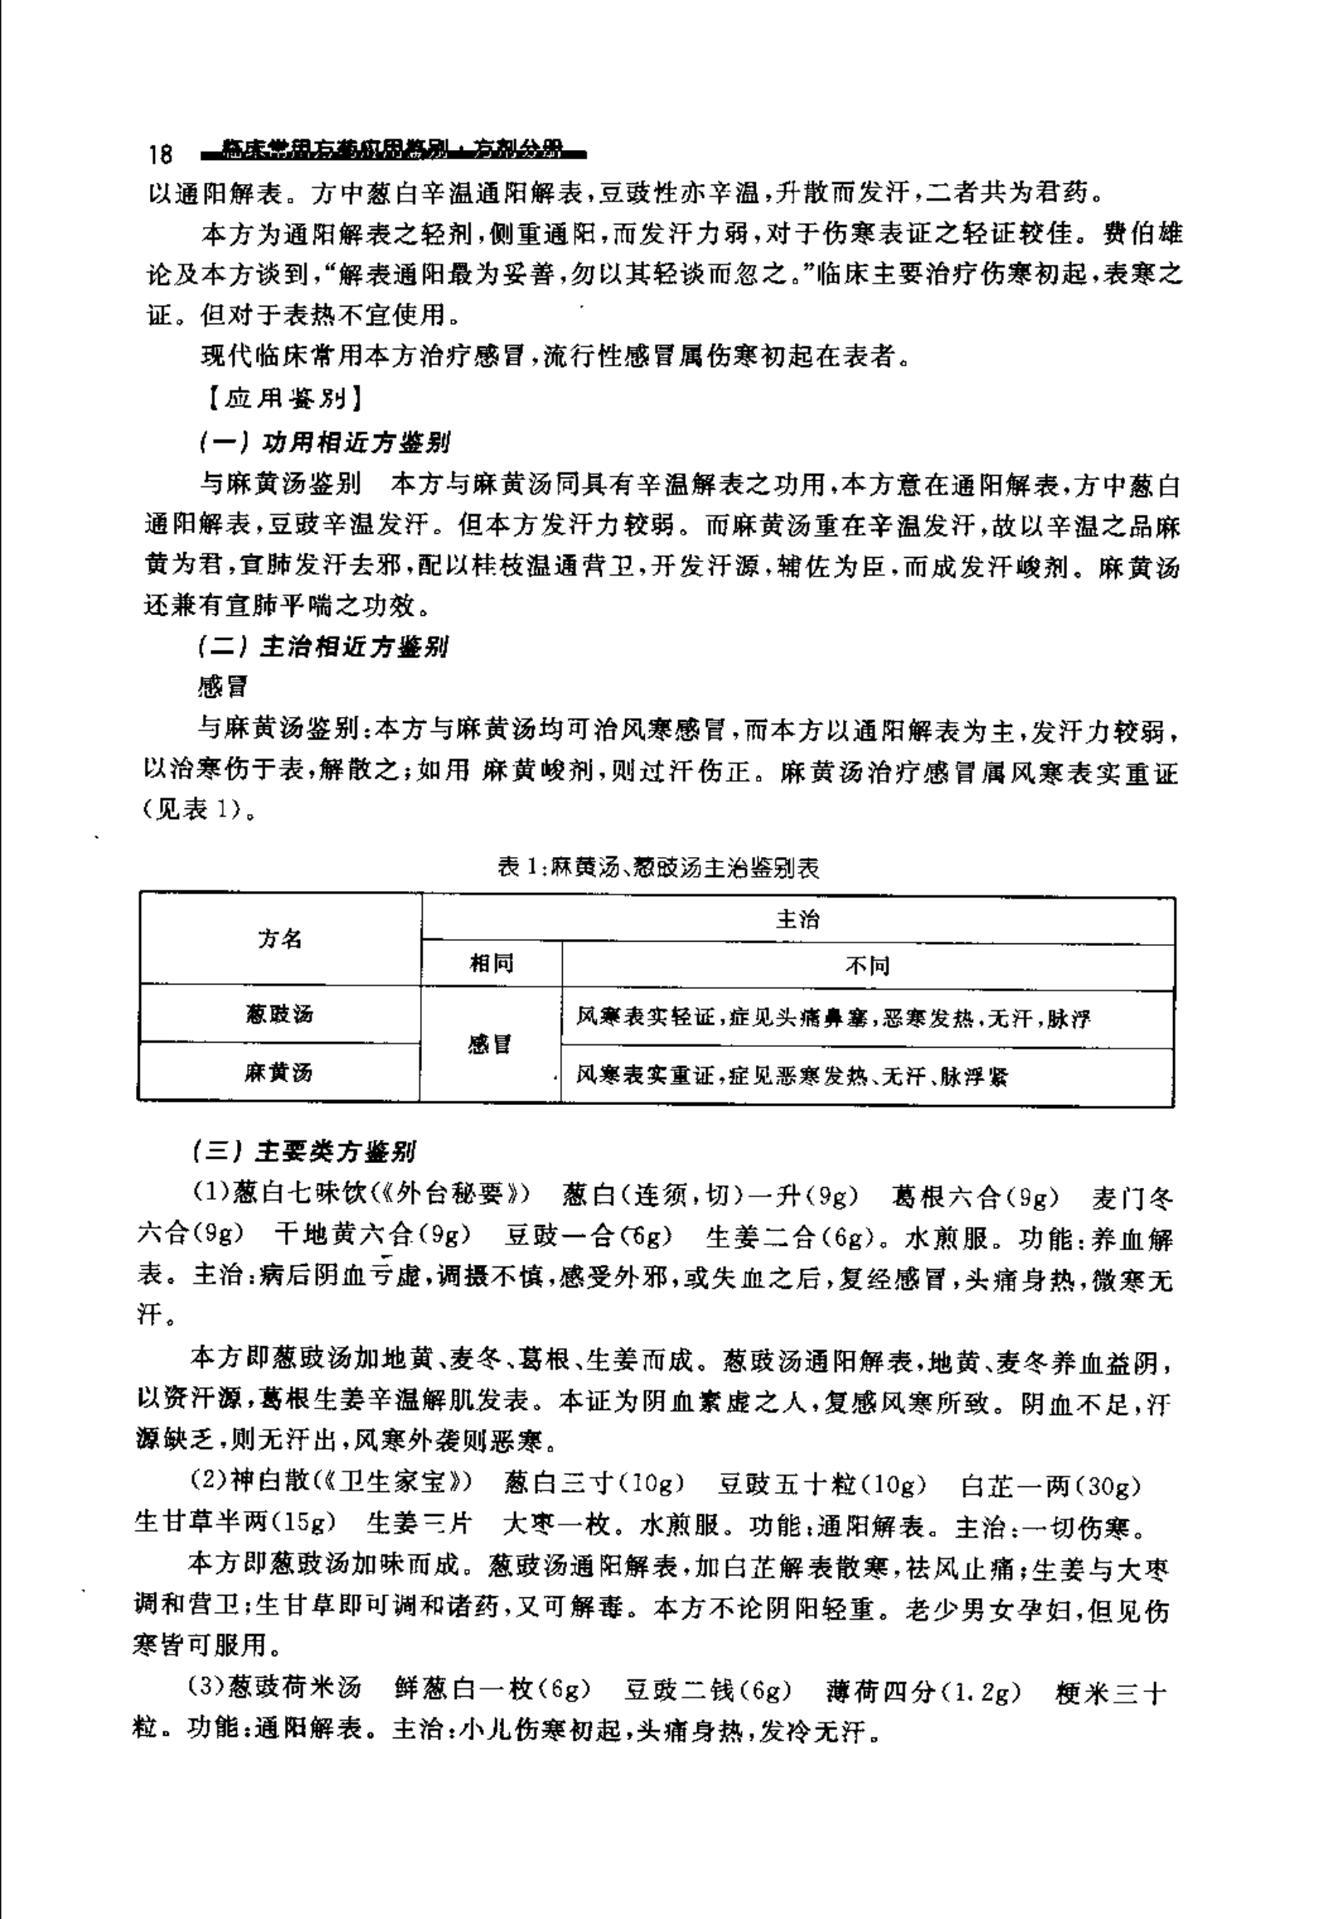 18 临床常用方药应用鉴别·方剂分册
以通阳解表。方中葱白辛温通阳解表,豆豉性亦辛温,升散而发汗,二者共为君药。
本方为通阳解表之轻剂,侧重通阳,而发汗力弱,对于伤寒表证之轻证较佳。费伯雄
论及本方谈到,“解表通阳最为妥善,勿以其轻谈而忽之。”临床主要治疗伤寒初起,表寒之
证。但对于表热不宜使用。
现代临床常用本方治疗感冒,流行性感冒属伤寒初起在表者。
【应用鉴别】
(一)功用相近方鉴别
与麻黄汤鉴别 本方与麻黄汤同具有辛温解表之功用,本方意在通阳解表,方中葱白
通阳解表,豆豉辛温发汗。但本方发汗力较弱。而麻黄汤重在辛温发汗,故以辛温之品麻
黄为君,宣肺发汗去邪,配以桂枝温通营卫,开发汗源,辅佐为臣,而成发汗峻剂。麻黄汤
还兼有宣肺平喘之功效。
(二)主治相近方鉴别
感冒
与麻黄汤鉴别:本方与麻黄汤均可治风寒感冒,而本方以通阳解表为主,发汗力较弱,
以治寒伤于表,解散之;如用 麻黄峻剂,则过汗伤正。麻黄汤治疗感冒属风寒表实重证
(见表 1)。
表 1:麻黄汤、葱豉汤主治鉴别表
方名
主治
相同
不同
葱豉汤
感冒
风寒表实轻证,症见头痛鼻塞,恶寒发热,无汗,脉浮
麻黄汤
风寒表实重证,症见恶寒发热、无汗、脉浮紧
(三)主要类方鉴别
(1)葱白七味饮(《外台秘要》) 葱白(连须,切)一升(9g) 葛根六合(9g) 麦门冬
六合(9g) 干地黄六合(9g) 豆豉一合(6g) 生姜二合(6g)。水煎服。功能:养血解
表。主治:病后阴血亏虚,调摄不慎,感受外邪,或失血之后,复经感冒,头痛身热,微寒无
汗。
本方即葱豉汤加地黄、麦冬、葛根、生姜而成。葱豉汤通阳解表,地黄、麦冬养血益阴,
以资汗源,葛根生姜辛温解肌发表。本证为阴血素虚之人,复感风寒所致。阴血不足,汗
源缺乏,则无汗出,风寒外袭则恶寒。
(2)神白散(《卫生家宝》) 葱白三寸(10g) 豆豉五十粒(10g) 白芷一两(30g)
生甘草半两(15g) 生姜三片 大枣一枚。水煎服。功能:通阳解表。主治:一切伤寒。
本方即葱豉汤加味而成。葱豉汤通阳解表,加白芷解表散寒,祛风止痛;生姜与大枣
调和营卫;生甘草即可调和诸药,又可解毒。本方不论阴阳轻重。老少男女孕妇,但见伤
寒皆可服用。
(3)葱豉荷米汤 鲜葱白一枚(6g) 豆豉二钱(6g) 薄荷四分(1.2g) 粳米三十
粒。功能:通阳解表。主治:小儿伤寒初起,头痛身热,发冷无汗。